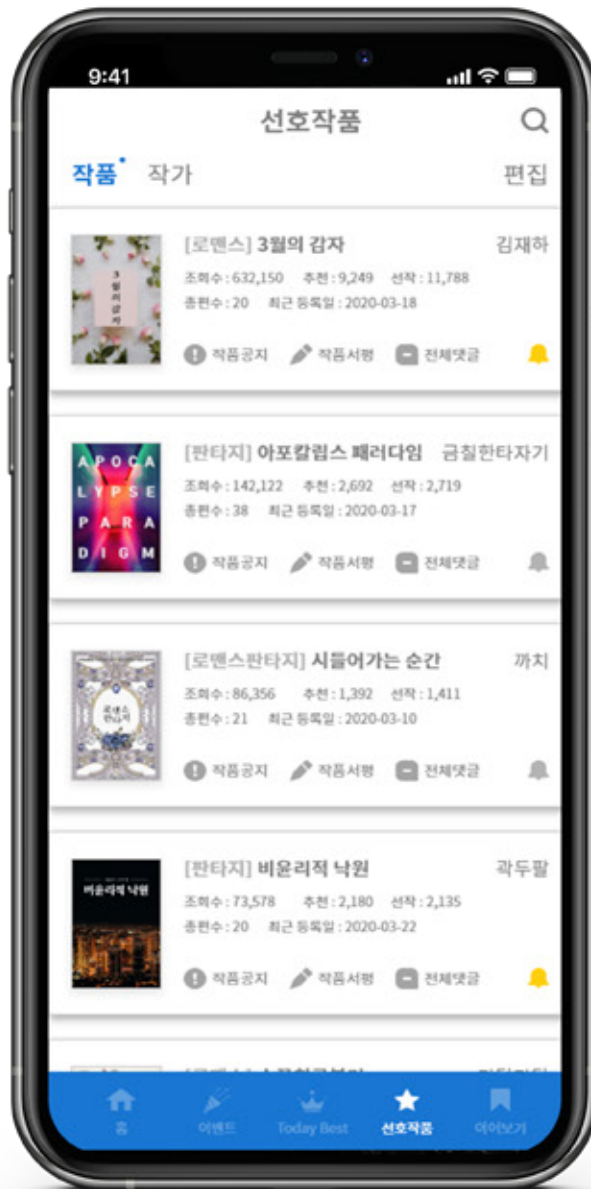 9:41
선호작품
작품 작가 편집
[로맨스] 3월의 감자 김재하
3월의감자
조회수 : 632,150 추천 : 9,249 선작 : 11,788
총편수 : 20 최근 등록일 : 2020-03-18
작품공지 작품서평 전체댓글
[판타지] 아포칼립스 패러다임 금칠한타자기
APOCA
LYPSE
PARA
DIGM
조회수 : 142,122 추천 : 2,692 선작 : 2,719
총편수 : 38 최근 등록일 : 2020-03-17
작품공지 작품서평 전체댓글
[로맨스판타지] 시들어가는 순간 까치
로맨스
판타지
조회수 : 86,356 추천 : 1,392 선작 : 1,411
총편수 : 21 최근 등록일 : 2020-03-10
작품공지 작품서평 전체댓글
[판타지] 비윤리적 낙원 곽두팔
비윤리적 낙원
조회수 : 73,578 추천 : 2,180 선작 : 2,135
총편수 : 20 최근 등록일 : 2020-03-22
작품공지 작품서평 전체댓글
홈 이벤트 Today Best 선호작품 이어보기